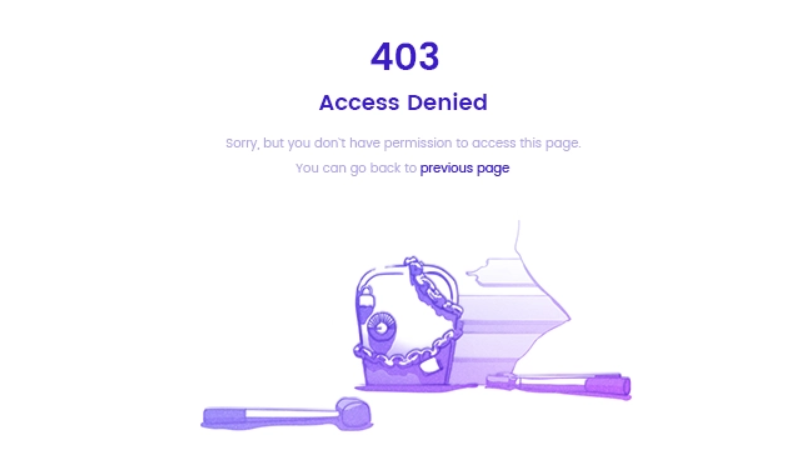 403
Access Denied
Sorry, but you don't have permission to access this page.
You can go back to previous page